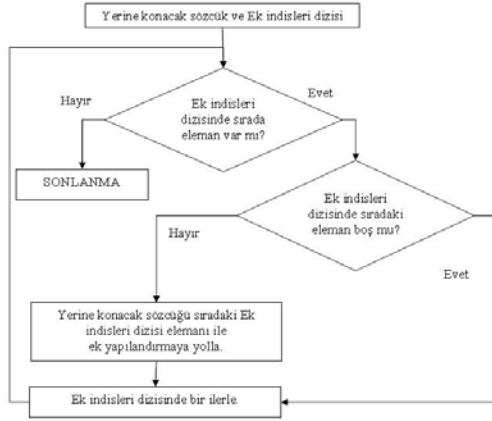 Yerine konacak sözcük ve Ek indisleri dizisi
Hayır
Evet
Ek indisleri
dizisinde sırada
eleman var mı?
SONLANMA
Ek indisleri
dizisinde sıradaki
eleman boş mu?
Hayır
Evet
Yerine konacak sözcüğü sıradaki Ek
indisleri dizisi elemanı ile
ek yapılandırmaya yolla.
Ek indisleri dizisinde bir ilerle.